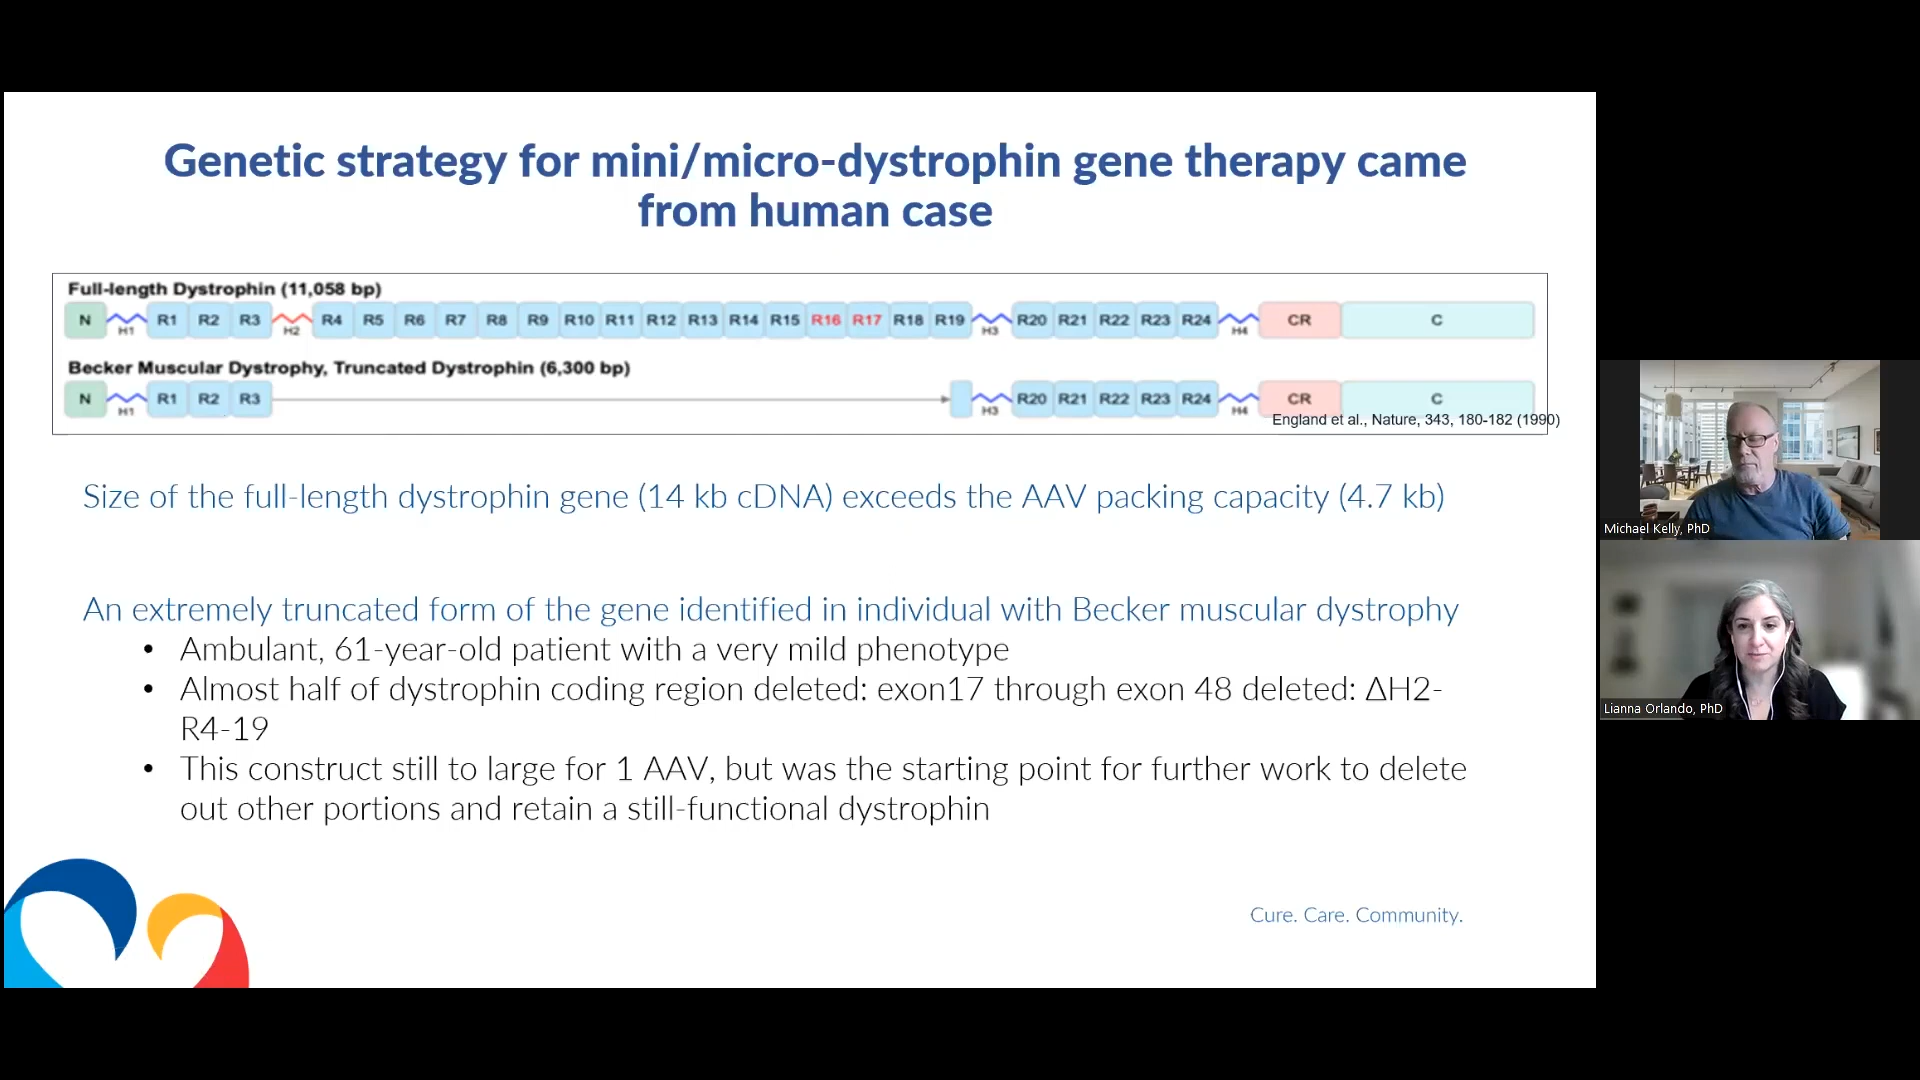 Genetic strategy for mini/micro-dystrophin gene therapy came
from human case
Full-length Dystrophin (11,058 bp)
N H1 R1 R2 R3 H2 R4 R5 R6 R7 R8 R9 R10 R11 R12 R13 R14 R15 R16 R17 R18 R19 H3 R20 R21 R22 R23 R24 H4 CR C
Becker Muscular Dystrophy, Truncated Dystrophin (6,300 bp)
N H1 R1 R2 R3 H3 R20 R21 R22 R23 R24 H4 CR C
England et al., Nature, 343, 180-182 (1990)
Size of the full-length dystrophin gene (14 kb cDNA) exceeds the AAV packing capacity (4.7 kb)
An extremely truncated form of the gene identified in individual with Becker muscular dystrophy
• Ambulant, 61-year-old patient with a very mild phenotype
• Almost half of dystrophin coding region deleted: exon17 through exon 48 deleted: ΔH2-
R4-19
• This construct still to large for 1 AAV, but was the starting point for further work to delete
out other portions and retain a still-functional dystrophin
Cure. Care. Community.
Michael Kelly, PhD
Lianna Orlando, PhD